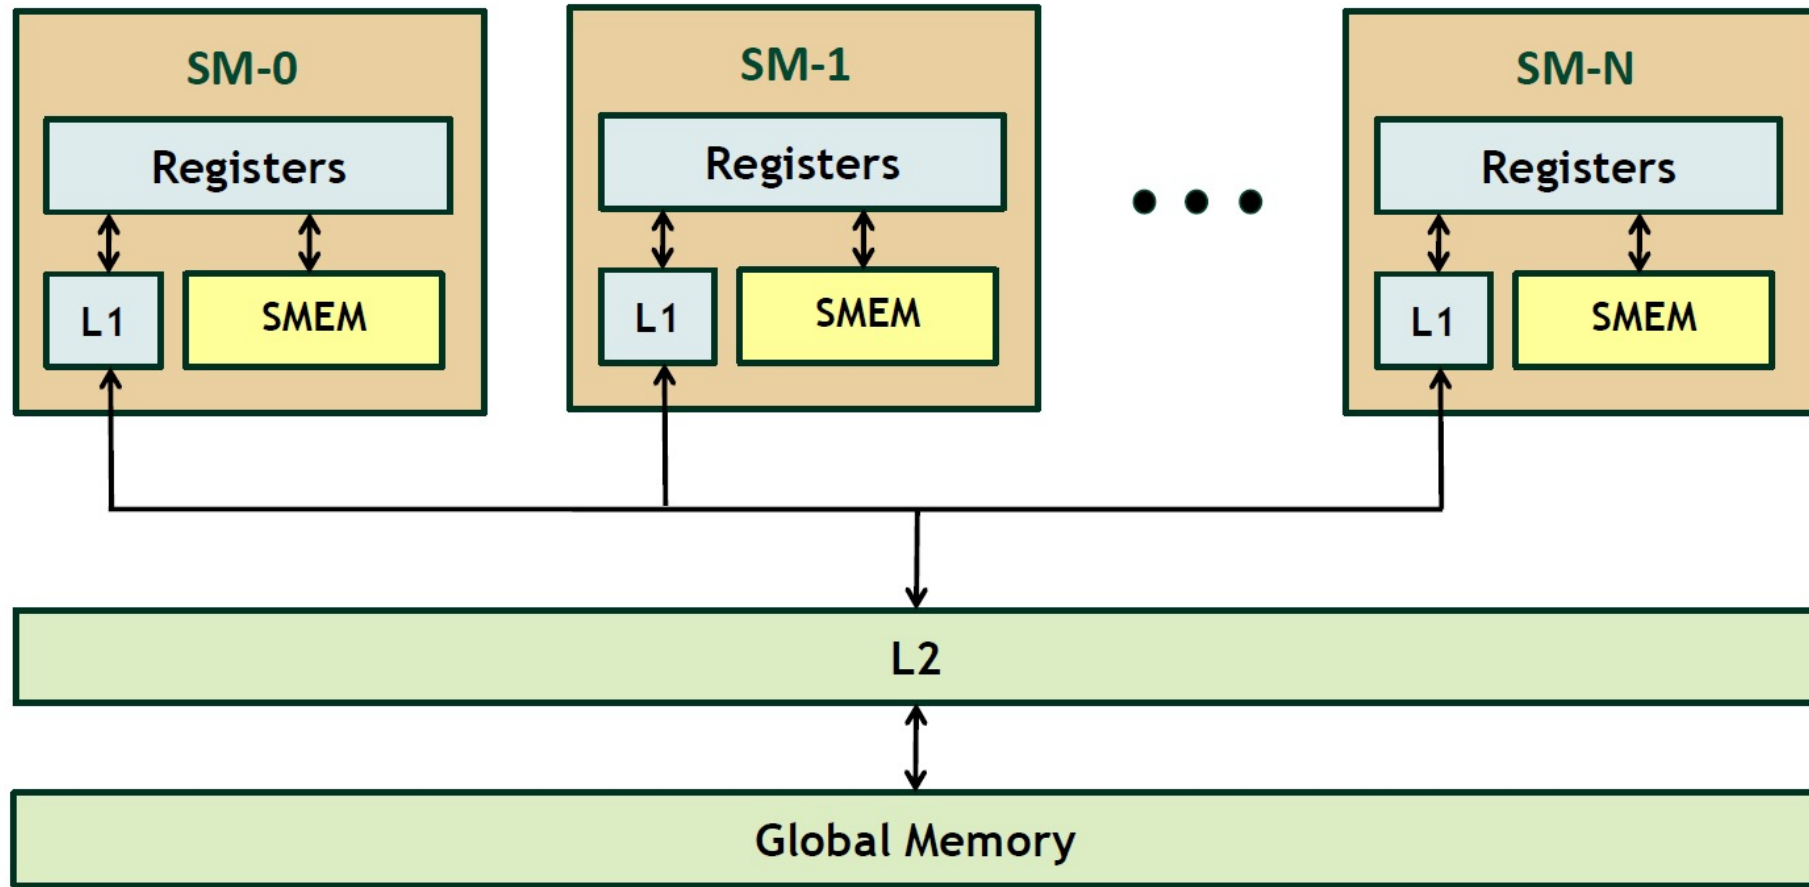 SM-0
SM-1
SM-N
Registers
Registers
Registers
L1
SMEM
L1
SMEM
L1
SMEM
L2
Global Memory